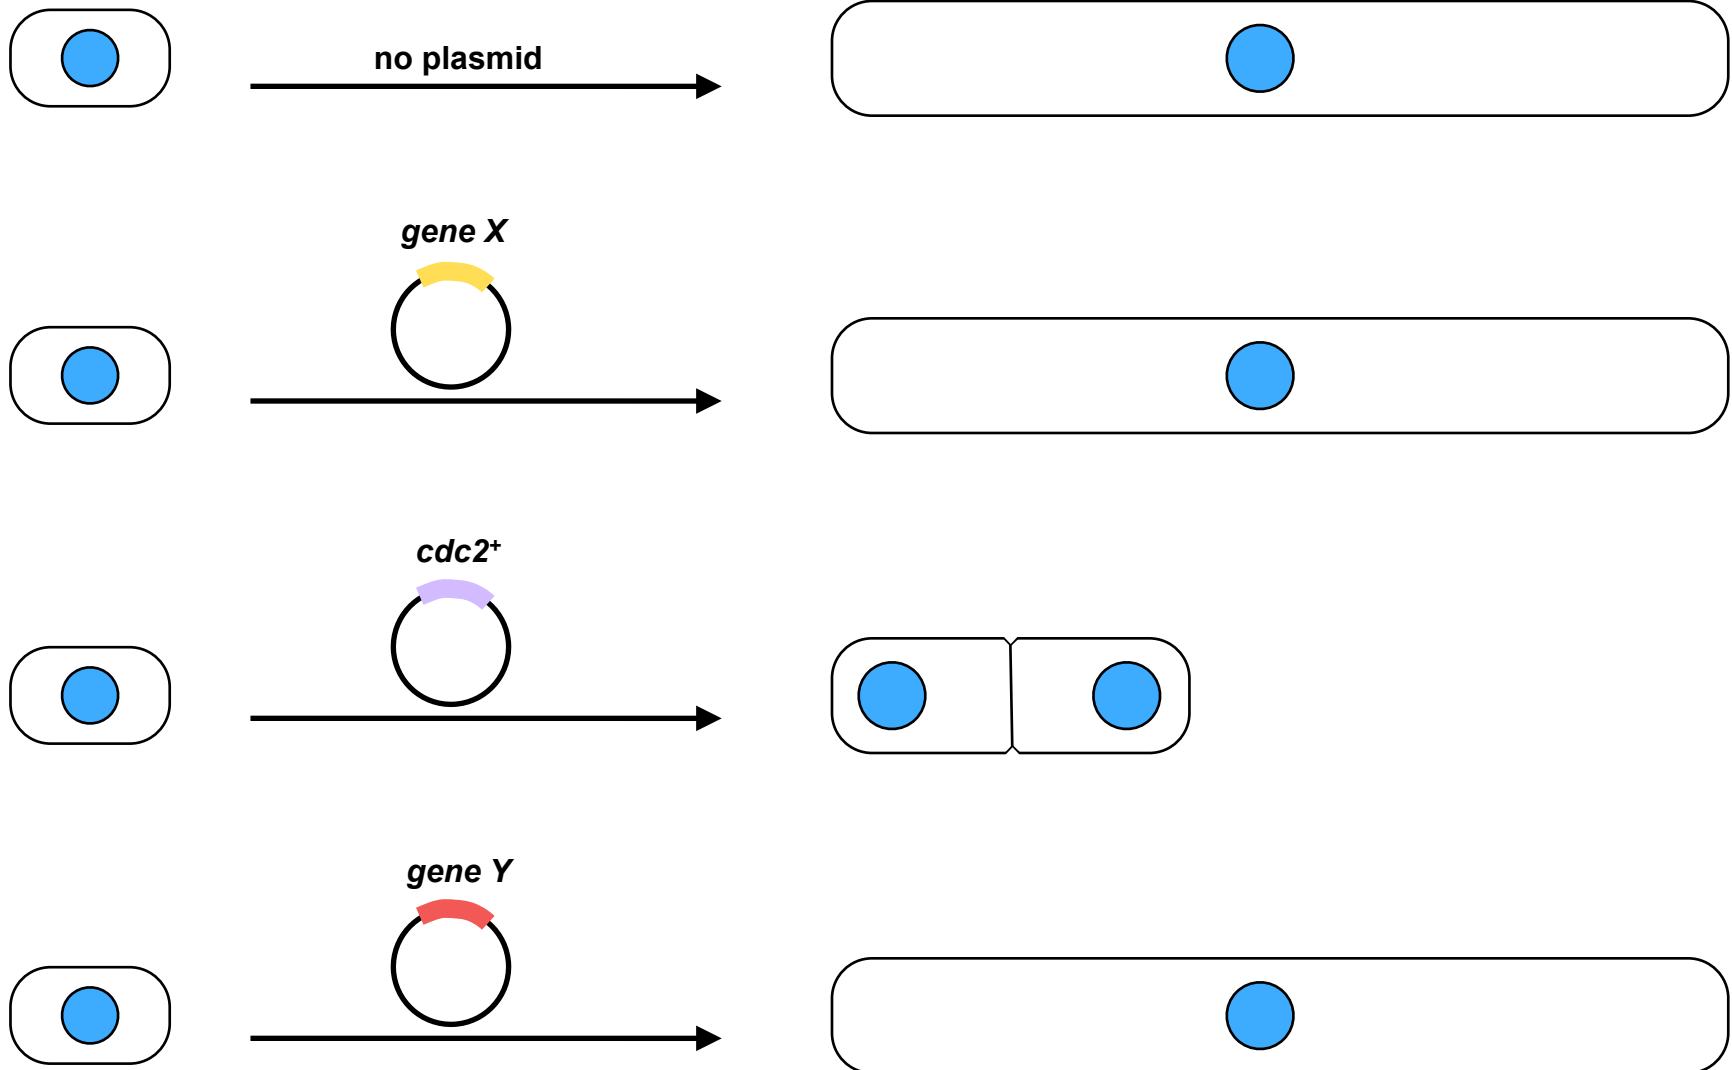 no plasmid
gene X
cdc2⁺
gene Y